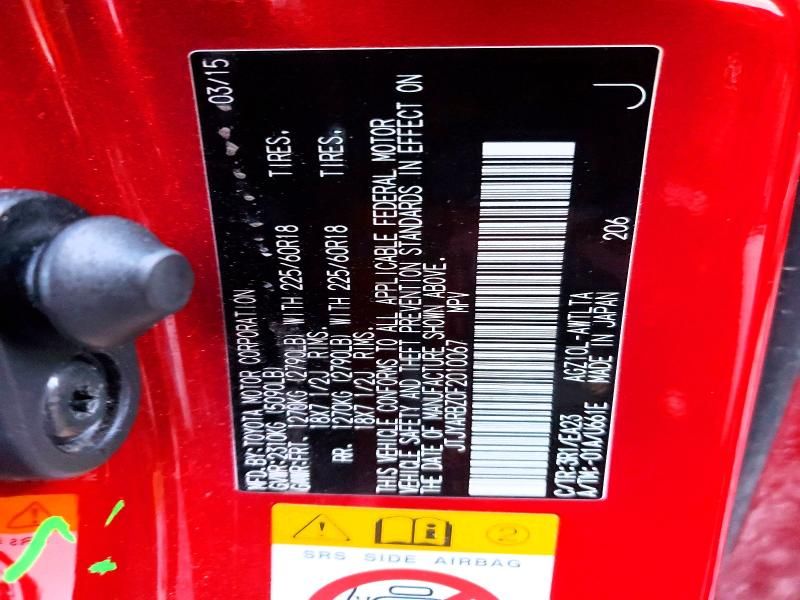 MFD. BY: TOYOTA MOTOR CORPORATION 03/15
GVWR: 2310KG (5090LB)
GAWR: FRT. 1270KG (2790LB) WITH 225/60R18 TIRES,
18X7 1/2J RIMS.
RR. 1270KG (2790LB) WITH 225/60R18 TIRES,
18X7 1/2J RIMS.
THIS VEHICLE CONFORMS TO ALL APPLICABLE FEDERAL MOTOR
VEHICLE SAFETY AND THEFT PREVENTION STANDARDS IN EFFECT ON
THE DATE OF MANUFACTURE SHOWN ABOVE.
JTJYARBZ0F2010067 MPV
C/TR: 3R1/EA23 AGZ10L-AWTLTA
A/TM: -01A/U661E MADE IN JAPAN 206
J
SRS SIDE AIRBAG